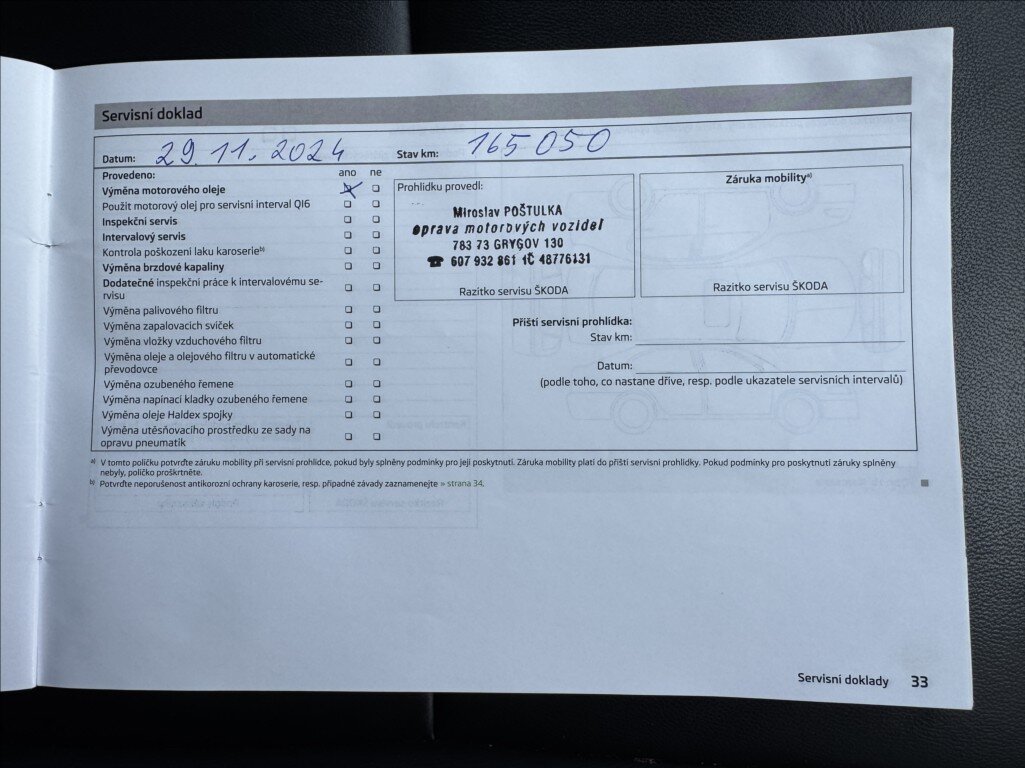 Servisní doklad
Datum: 29.11.2024 Stav km: 165 050
Provedeno: ano ne
Výměna motorového oleje
Použit motorový olej pro servisní interval QI6
Inspekční servis
Intervalový servis
Kontrola poškození laku karoserie b)
Výměna brzdové kapaliny
Dodatečné inspekční práce k intervalovému se-
rvisu
Výměna palivového filtru
Výměna zapalovacích svíček
Výměna vložky vzduchového filtru
Výměna oleje a olejového filtru v automatické
převodovce
Výměna ozubeného řemene
Výměna napínací kladky ozubeného řemene
Výměna oleje Haldex spojky
Výměna utěsňovacího prostředku ze sady na
opravu pneumatik
Prohlídku provedl:
Miroslav POŠTULKA
oprava motorových vozidel
783 73 GRYGOV 130
☎ 607 932 861 IČ 48776131
Razítko servisu ŠKODA
Záruka mobility a)
Razítko servisu ŠKODA
Příští servisní prohlídka:
Stav km:
Datum:
(podle toho, co nastane dříve, resp. podle ukazatele servisních intervalů)
a) V tomto políčku potvrďte záruku mobility při servisní prohlídce, pokud byly splněny podmínky pro její poskytnutí. Záruka mobility platí do příští servisní prohlídky. Pokud podmínky pro poskytnutí záruky splněny
nebyly, políčko proškrtněte.
b) Potvrďte neporušenost antikorozní ochrany karoserie, resp. případné závady zaznamenejte » strana 34.
Servisní doklady 33